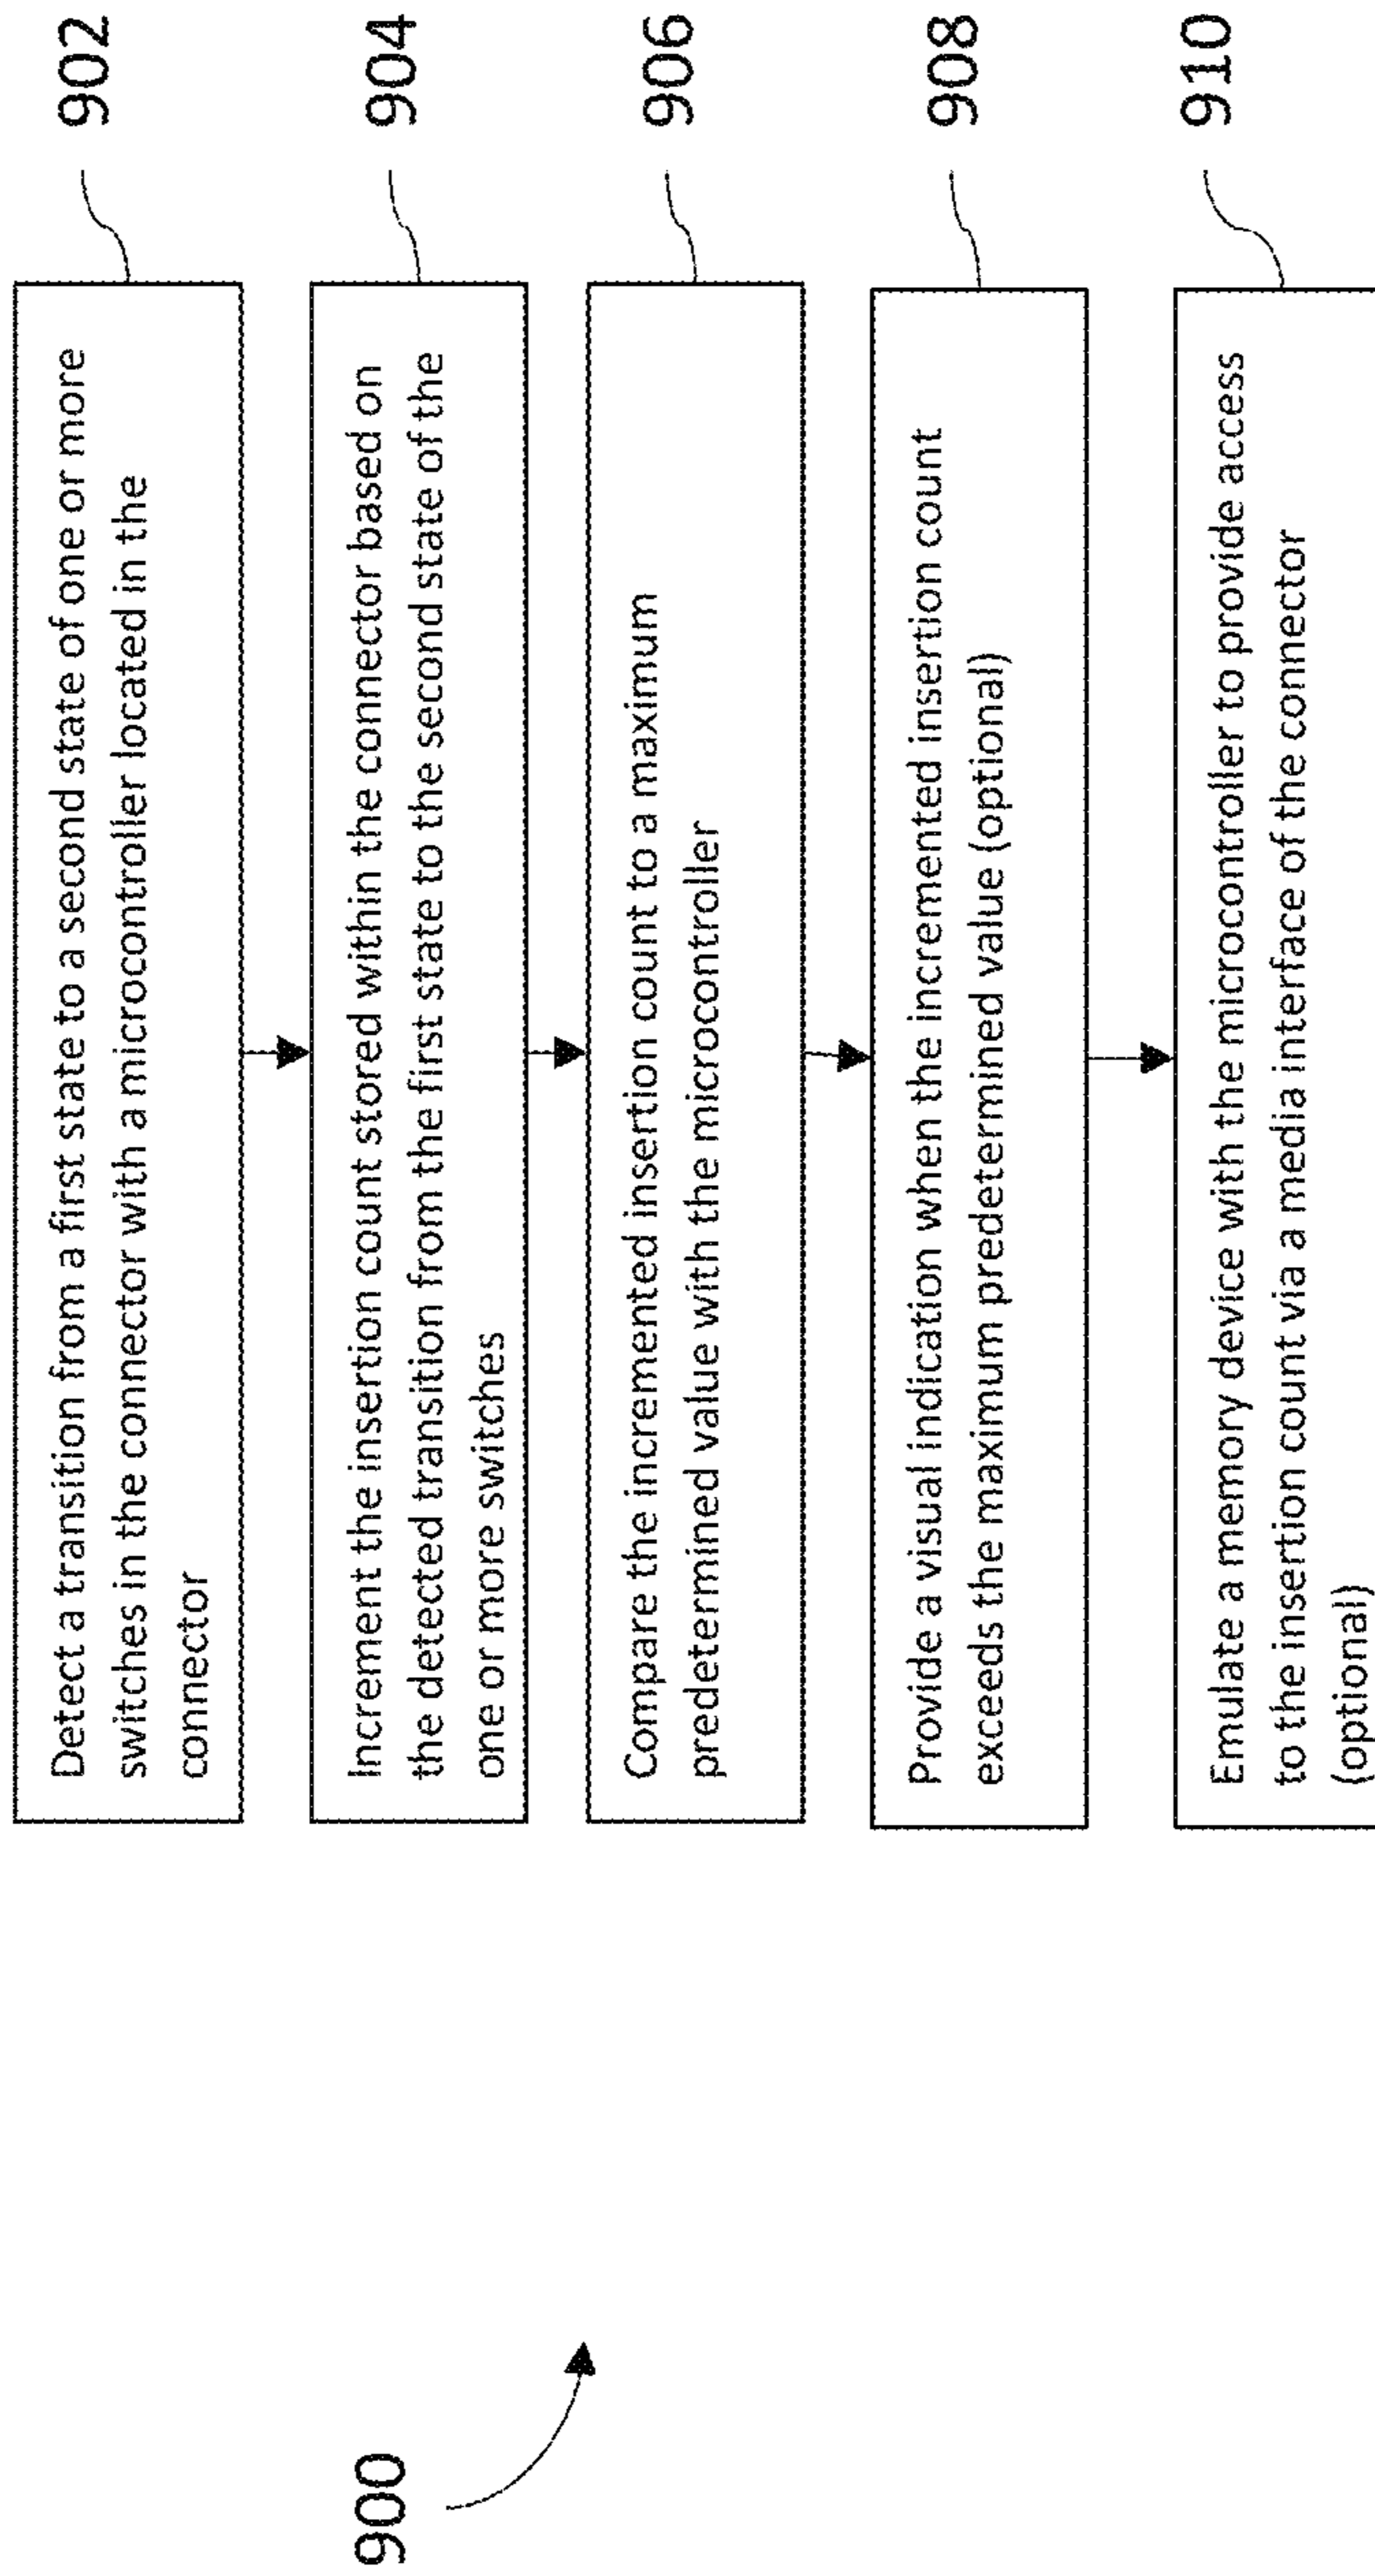 900
Detect a transition from a first state to a second state of one or more
switches in the connector with a microcontroller located in the
connector
902
Increment the insertion count stored within the connector based on
the detected transition from the first state to the second state of the
one or more switches
904
Compare the incremented insertion count to a maximum
predetermined value with the microcontroller
906
Provide a visual indication when the incremented insertion count
exceeds the maximum predetermined value (optional)
908
Emulate a memory device with the microcontroller to provide access
to the insertion count via a media interface of the connector
(optional)
910